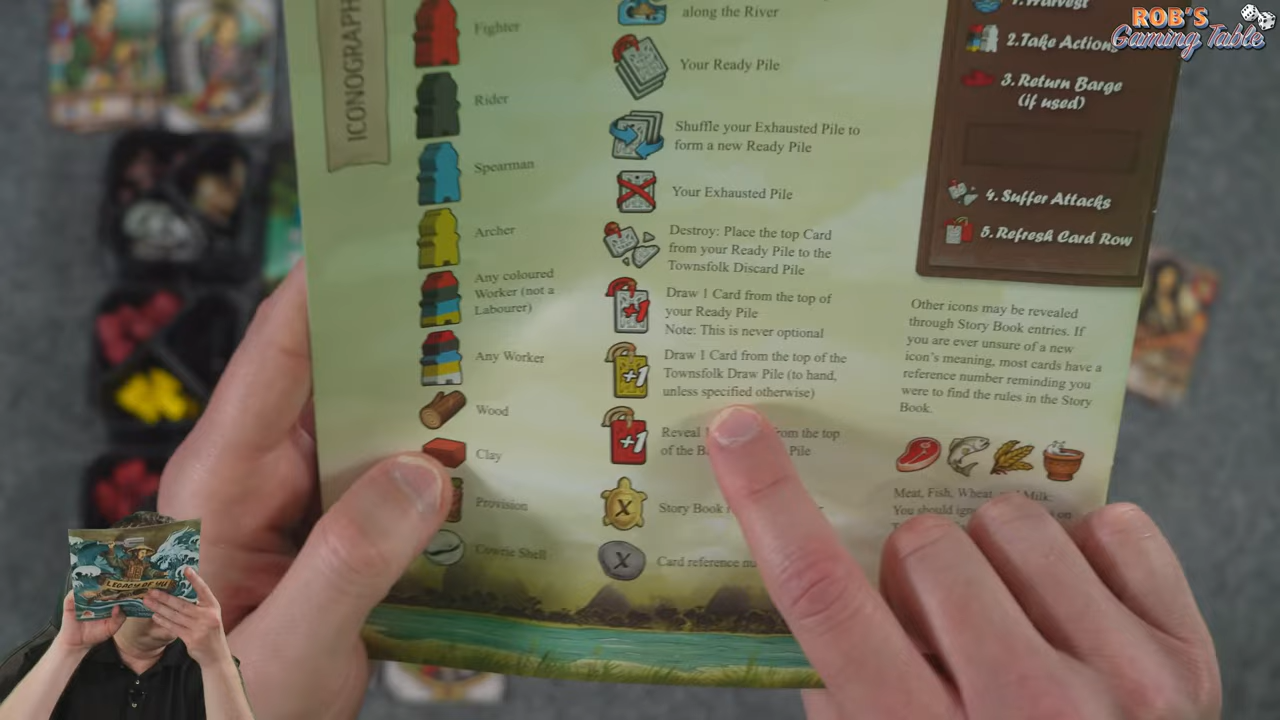 ICONOGRAPH
Fighter
Rider
Spearman
Archer
Any coloured
Worker (not a
Labourer)
Any Worker
Wood
Clay
Provision
Cowrie Shell
along the River
Your Ready Pile
Shuffle your Exhausted Pile to
form a new Ready Pile
Your Exhausted Pile
Destroy: Place the top Card
from your Ready Pile to the
Townsfolk Discard Pile
+1
Draw 1 Card from the top of
your Ready Pile
Note: This is never optional
+1
Draw 1 Card from the top of the
Townsfolk Draw Pile (to hand,
unless specified otherwise)
+1
Reveal from the top
of the Pile
X
Story Book
X
Card reference
1. Harvest
2. Take Action
3. Return Barge
(if used)
4. Suffer Attacks
5. Refresh Card Row
Other icons may be revealed
through Story Book entries. If
you are ever unsure of a new
icon's meaning, most cards have a
reference number reminding you
were to find the rules in the Story
Book.
Meat, Fish, Wheat, Milk:
You should on
ROB'S
Gaming Table
LEGACY OF YU